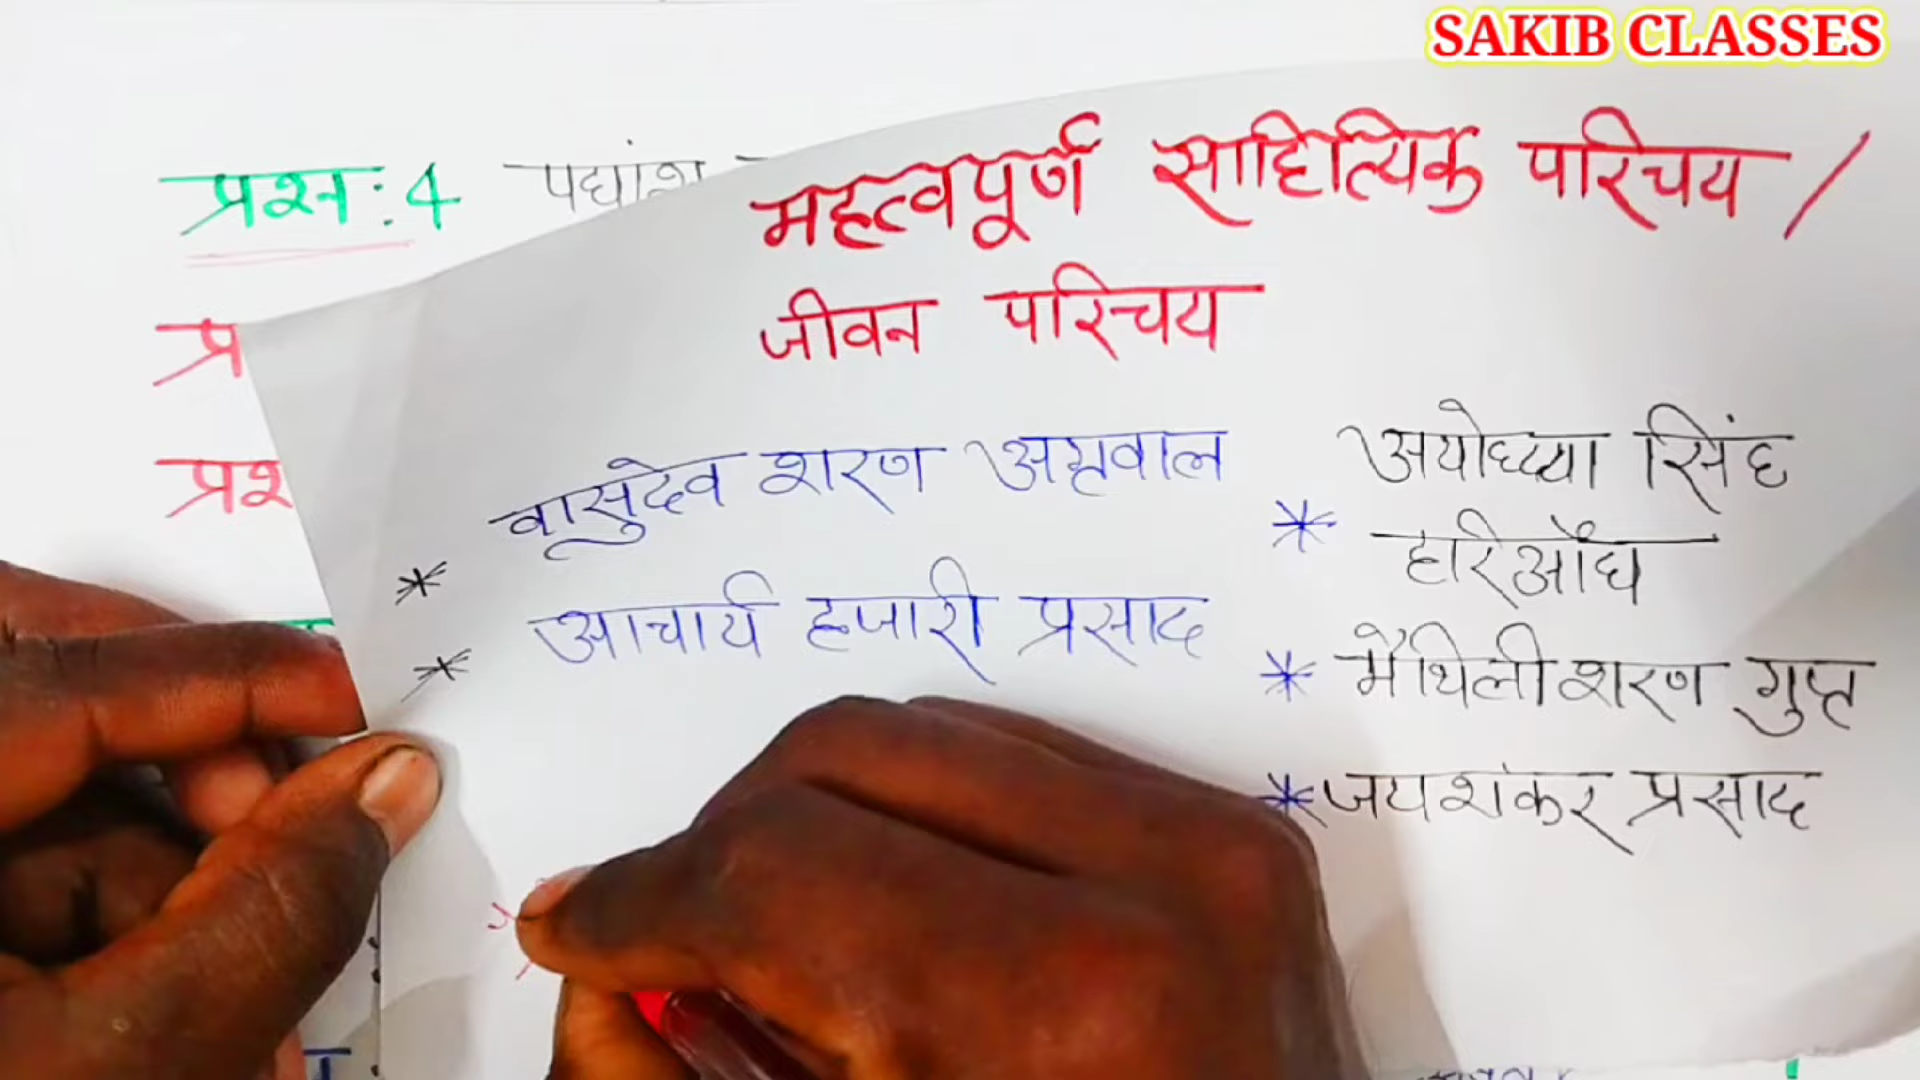 SAKIB CLASSES
प्रश्न: 4 पद्यांश
महत्वपूर्ण साहित्यिक परिचय /
जीवन परिचय
प्र
प्रश्
वासुदेव शरण अग्रवाल
* आचार्य हजारी प्रसाद
*
अयोध्या सिंह
* हरिऔध
* मैथिली शरण गुप्त
* जयशंकर प्रसाद